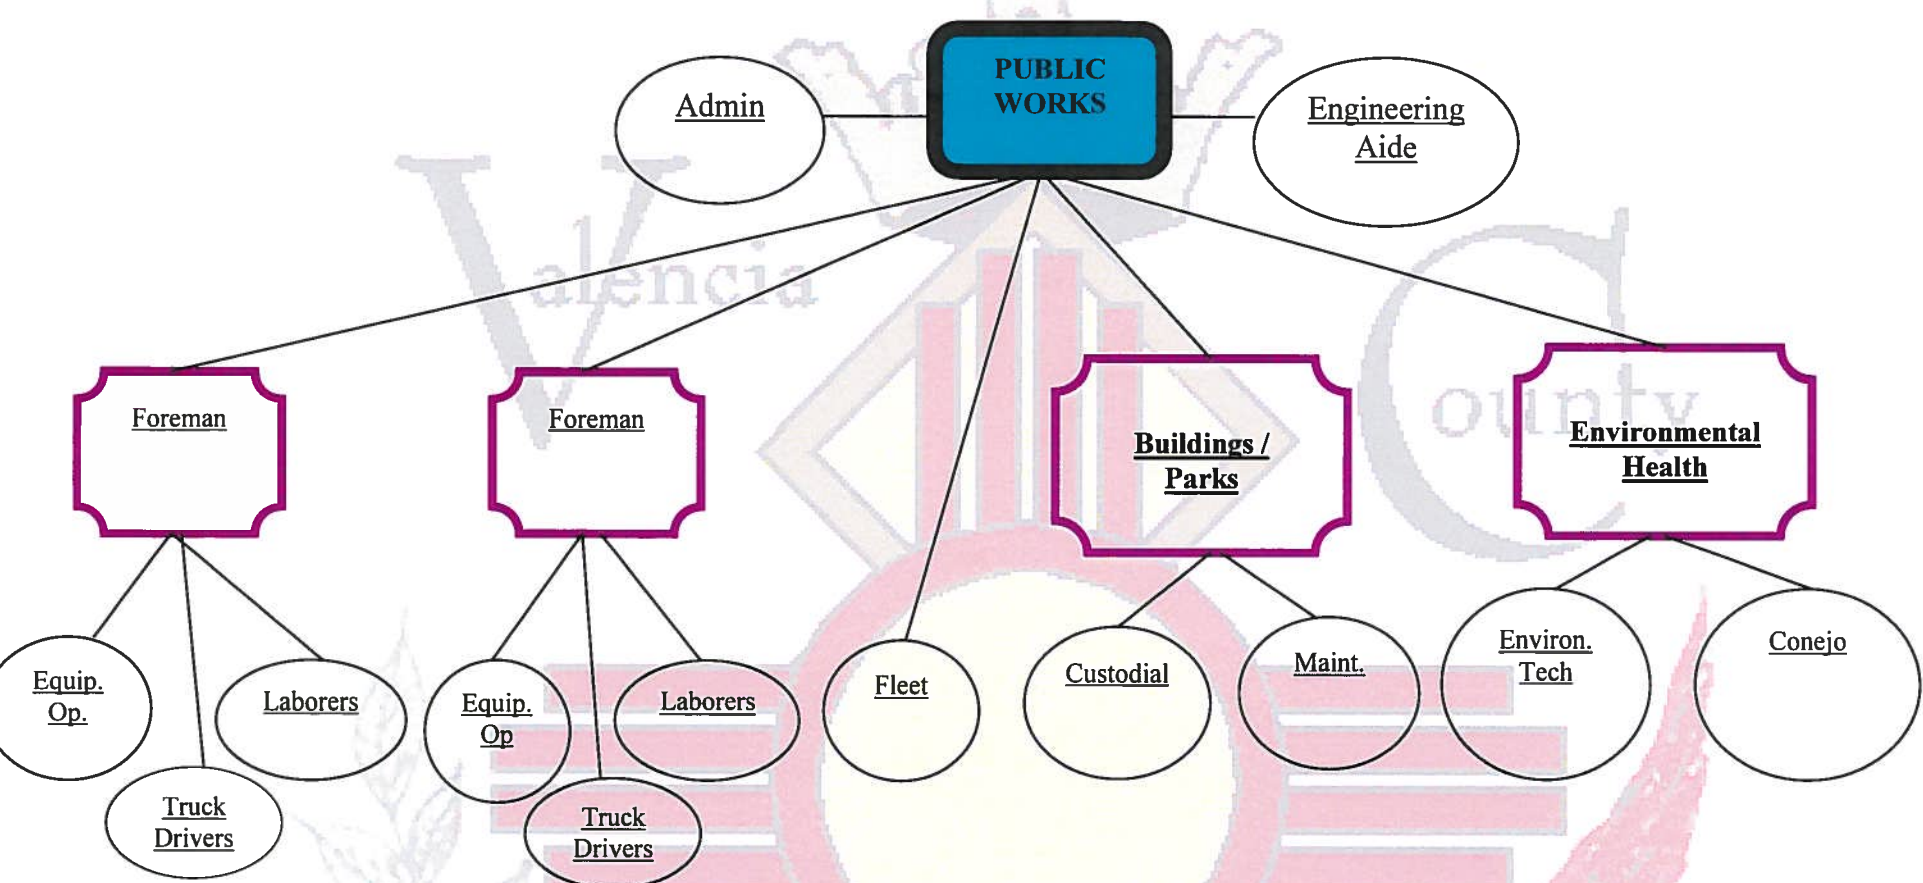 PUBLIC
WORKS
Admin
Engineering
Aide
Valencia
County
Foreman
Foreman
Buildings /
Parks
Environmental
Health
Equip.
Op.
Laborers
Truck
Drivers
Equip.
Op
Laborers
Truck
Drivers
Fleet
Custodial
Maint.
Environ.
Tech
Conejo